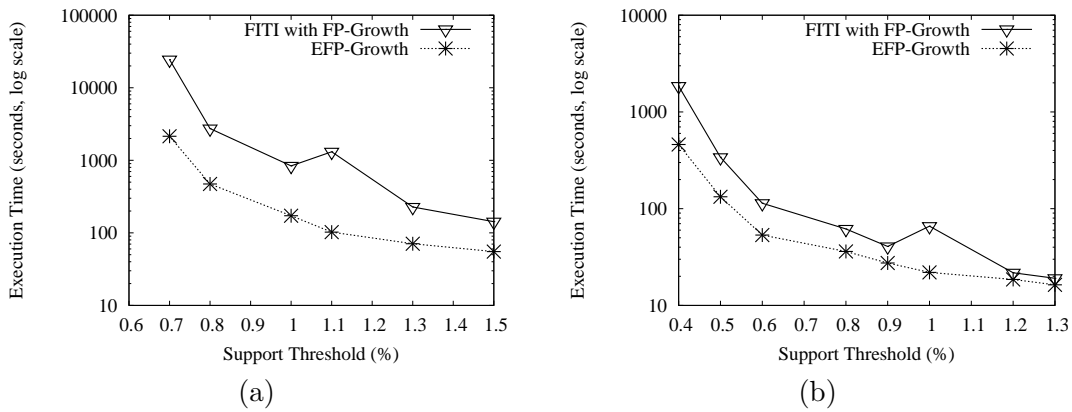 FITI with FP-Growth
EFP-Growth
Execution Time (seconds, log scale)
100000
10000
1000
100
10
0.6 0.7 0.8 0.9 1 1.1 1.2 1.3 1.4 1.5
Support Threshold (%)
(a)
FITI with FP-Growth
EFP-Growth
Execution Time (seconds, log scale)
10000
1000
100
10
0.4 0.5 0.6 0.7 0.8 0.9 1 1.1 1.2 1.3
Support Threshold (%)
(b)